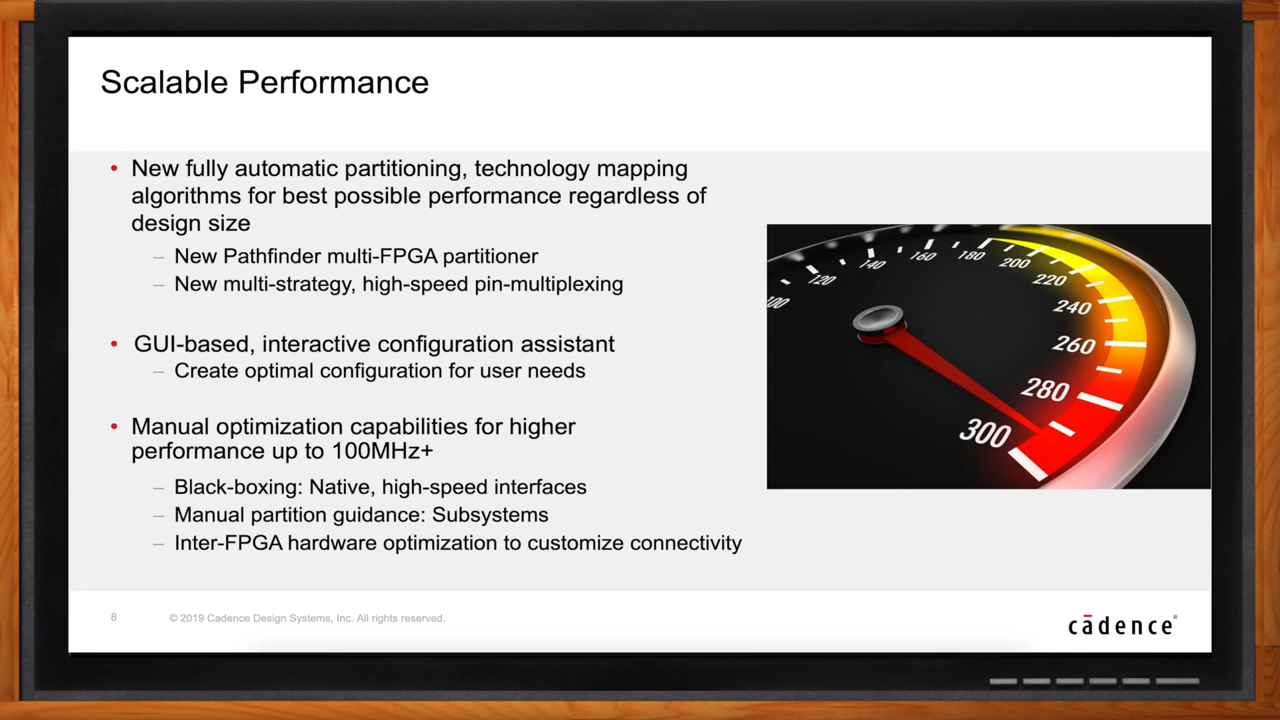 Scalable Performance
• New fully automatic partitioning, technology mapping
algorithms for best possible performance regardless of
design size
– New Pathfinder multi-FPGA partitioner
– New multi-strategy, high-speed pin-multiplexing
• GUI-based, interactive configuration assistant
– Create optimal configuration for user needs
• Manual optimization capabilities for higher
performance up to 100MHz+
– Black-boxing: Native, high-speed interfaces
– Manual partition guidance: Subsystems
– Inter-FPGA hardware optimization to customize connectivity
100
120
140
160
180
200
220
240
260
280
300
8
© 2019 Cadence Design Systems, Inc. All rights reserved.
cādence®